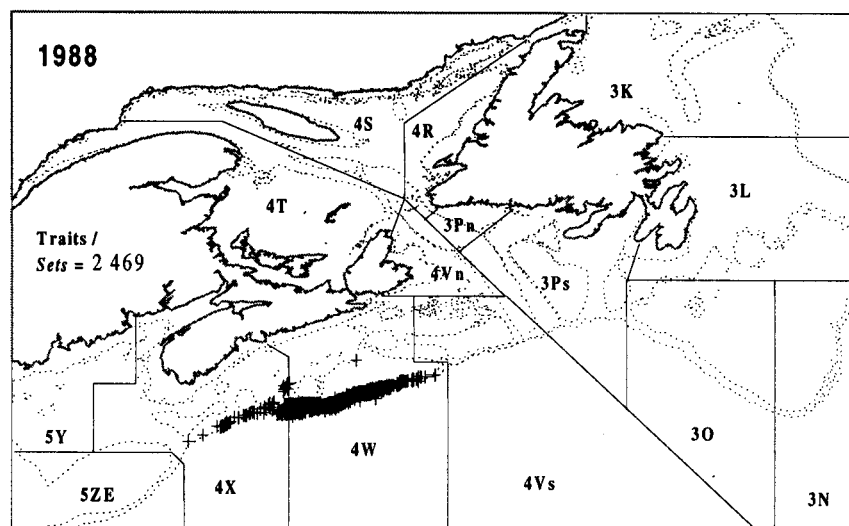 1988
3K
4S
4R
3L
4T
3Pn
Traits /
Sets = 2 469
4Vn
3Ps
5Y
4W
3O
4X
4Vs
5ZE
3N